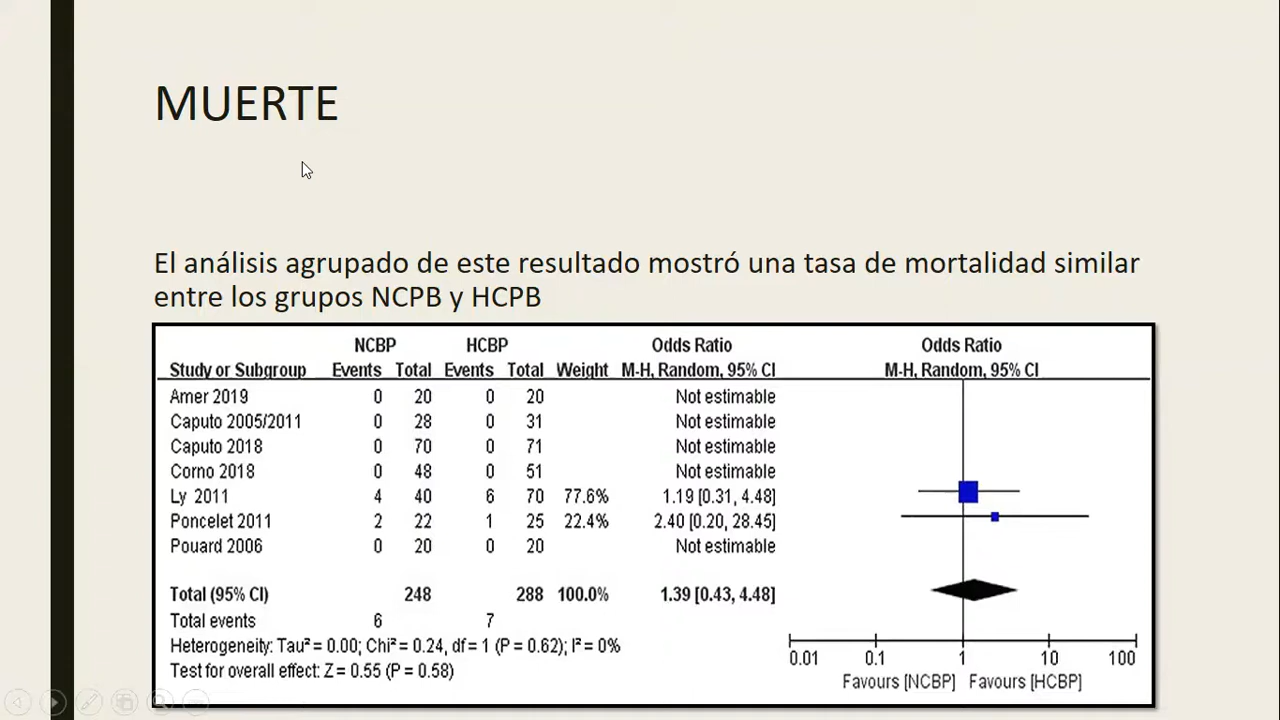 MUERTE
El análisis agrupado de este resultado mostró una tasa de mortalidad similar
entre los grupos NCPB y HCPB
NCBP HCBP Odds Ratio Odds Ratio
Study or Subgroup Events Total Events Total Weight M-H, Random, 95% CI M-H, Random, 95% CI
Amer 2019 0 20 0 20 Not estimable
Caputo 2005/2011 0 28 0 31 Not estimable
Caputo 2018 0 70 0 71 Not estimable
Corno 2018 0 48 0 51 Not estimable
Ly 2011 4 40 6 70 77.6% 1.19 [0.31, 4.48]
Poncelet 2011 2 22 1 25 22.4% 2.40 [0.20, 28.45]
Pouard 2006 0 20 0 20 Not estimable
Total (95% CI) 248 288 100.0% 1.39 [0.43, 4.48]
Total events 6 7
Heterogeneity: Tau² = 0.00; Chi² = 0.24, df = 1 (P = 0.62); I² = 0%
Test for overall effect: Z = 0.55 (P = 0.58)
0.01 0.1 1 10 100
Favours [NCBP] Favours [HCBP]